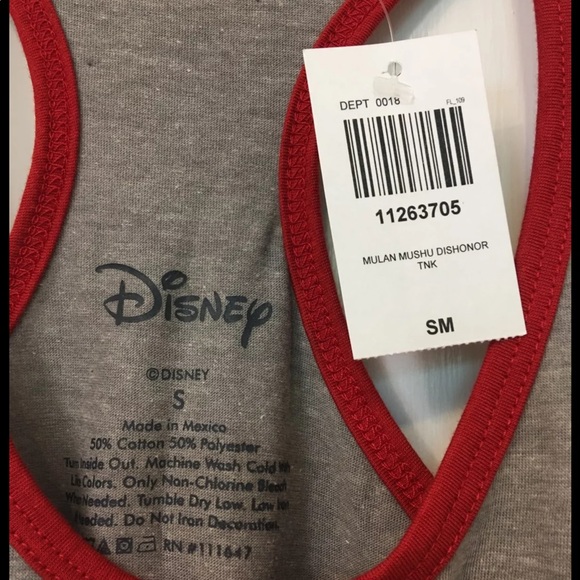 DEPT 0018
FL_109
11263705
MULAN MUSHU DISHONOR
TNK
SM
Disney
©DISNEY
S
Made in Mexico
50% Cotton 50% Polyester
Turn Inside Out. Machine Wash Cold
Colors. Only Non-Chlorine Bleach
Needed. Tumble Dry Low. Low
Needed. Do Not Iron Decoration.
RN #111647